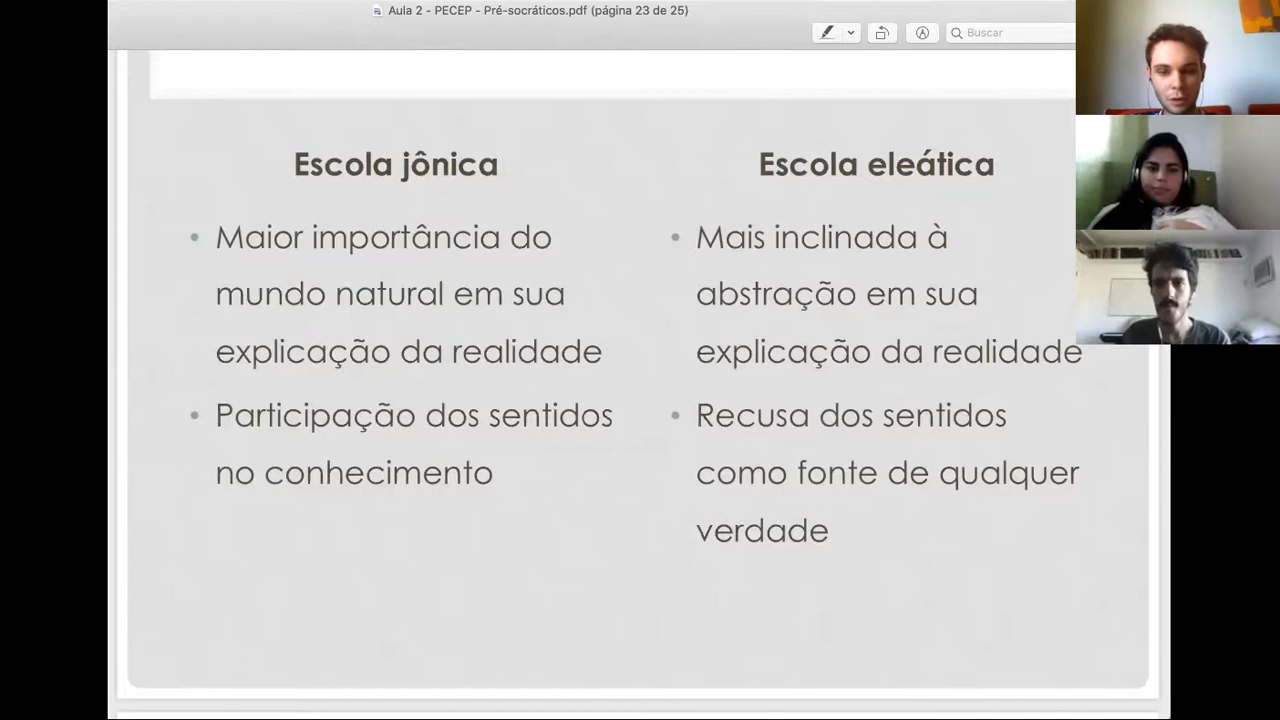 Aula 2 - PECEP - Pré-socráticos.pdf (página 23 de 25)
Buscar
Escola jônica
• Maior importância do
mundo natural em sua
explicação da realidade
• Participação dos sentidos
no conhecimento
Escola eleática
• Mais inclinada à
abstração em sua
explicação da realidade
• Recusa dos sentidos
como fonte de qualquer
verdade